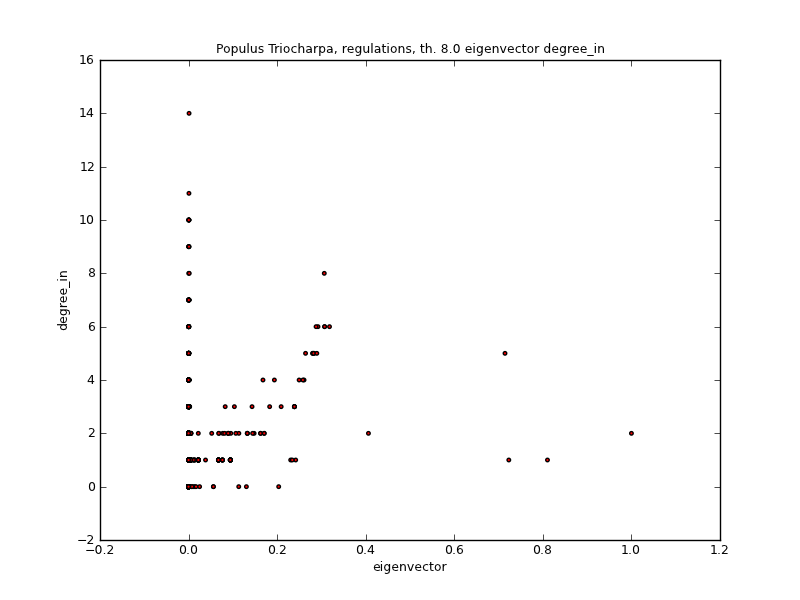 Populus Triocharpa, regulations, th. 8.0 eigenvector degree_in
16
14
12
10
8
6
4
2
0
−2
degree_in
−0.2 0.0 0.2 0.4 0.6 0.8 1.0 1.2
eigenvector